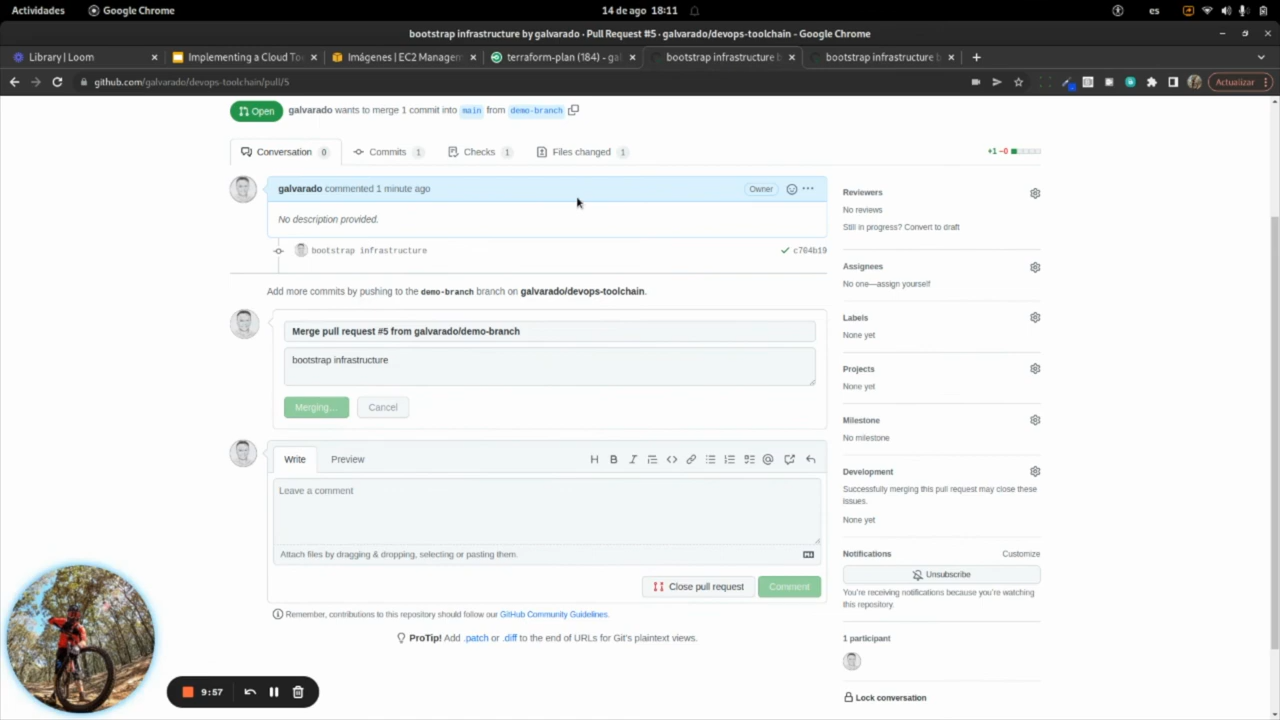 Actividades
Google Chrome
14 de ago 18:11
es
bootstrap infrastructure by galvarado · Pull Request #5 · galvarado/devops-toolchain - Google Chrome
Library | Loom
Implementing a Cloud Too
Imágenes | EC2 Managem
terraform-plan (184) - gal
bootstrap infrastructure b
bootstrap infrastructure b
github.com/galvarado/devops-toolchain/pull/5
Actualizar
Open
galvarado wants to merge 1 commit into main from demo-branch
Conversation 0
Commits 1
Checks 1
Files changed 1
+1 −0
galvarado commented 1 minute ago
Owner
No description provided.
bootstrap infrastructure
c704b19
Add more commits by pushing to the demo-branch branch on galvarado/devops-toolchain.
Merge pull request #5 from galvarado/demo-branch
bootstrap infrastructure
Merging...
Cancel
Write
Preview
Leave a comment
Attach files by dragging & dropping, selecting or pasting them.
Close pull request
Comment
Remember, contributions to this repository should follow our GitHub Community Guidelines.
ProTip! Add .patch or .diff to the end of URLs for Git's plaintext views.
Reviewers
No reviews
Still in progress? Convert to draft
Assignees
No one—assign yourself
Labels
None yet
Projects
None yet
Milestone
No milestone
Development
Successfully merging this pull request may close these
issues.
None yet
Notifications
Customize
Unsubscribe
You're receiving notifications because you're watching
this repository.
1 participant
Lock conversation
9:57